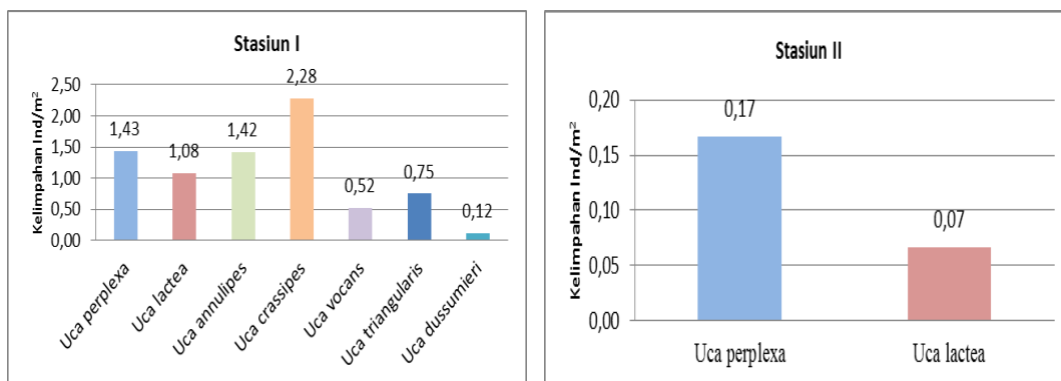 Stasiun I
Kelimpahan Ind/m²
2,50
2,00
1,50
1,00
0,50
0,00
1,43
1,08
1,42
2,28
0,52
0,75
0,12
Uca perplexa
Uca lactea
Uca annulipes
Uca crassipes
Uca vocans
Uca triangularis
Uca dussumieri
Stasiun II
Kelimpahan Ind/m²
0,20
0,15
0,10
0,05
0,00
0,17
0,07
Uca perplexa
Uca lactea